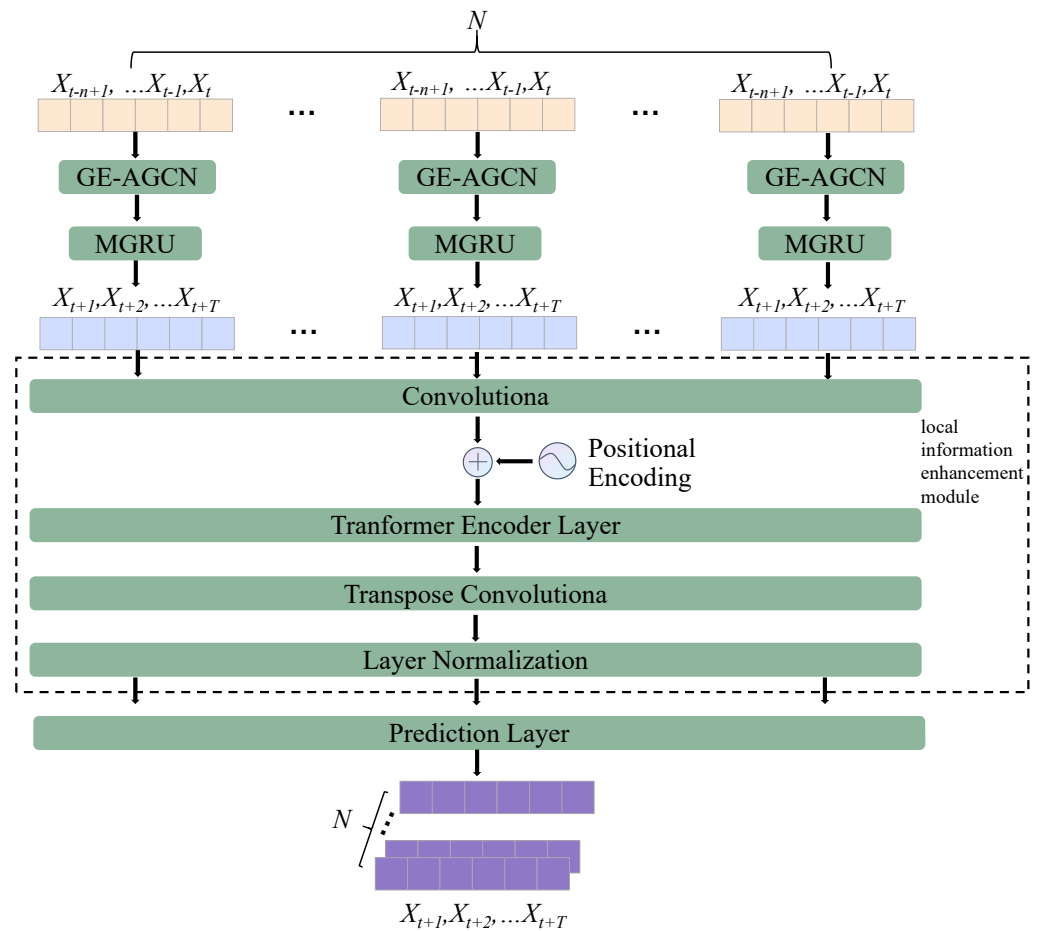 N
X_{t-n+1}, ...X_{t-1},X_t
X_{t-n+1}, ...X_{t-1},X_t
X_{t-n+1}, ...X_{t-1},X_t
... ...
GE-AGCN
GE-AGCN
GE-AGCN
MGRU
MGRU
MGRU
X_{t+1},X_{t+2},...X_{t+T}
X_{t+1},X_{t+2},...X_{t+T}
X_{t+1},X_{t+2},...X_{t+T}
... ...
Convolutiona
local
information
enhancement
module
Positional
Encoding
Tranformer Encoder Layer
Transpose Convolutiona
Layer Normalization
Prediction Layer
N
X_{t+1},X_{t+2},...X_{t+T}